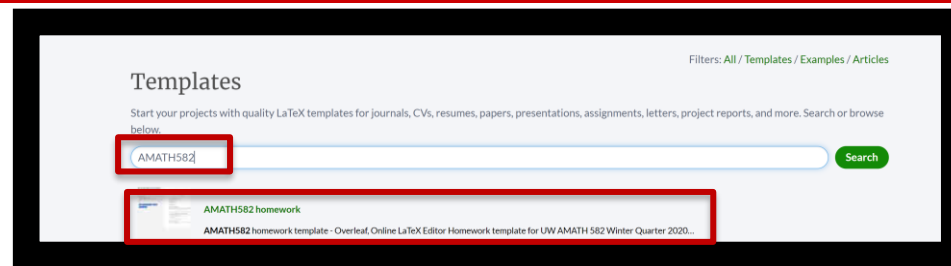 Filters: All / Templates / Examples / Articles
Templates
Start your projects with quality LaTeX templates for journals, CVs, resumes, papers, presentations, assignments, letters, project reports, and more. Search or browse
below.
AMATH582
Search
AMATH582 homework
AMATH582 homework template - Overleaf, Online LaTeX Editor Homework template for UW AMATH 582 Winter Quarter 2020...